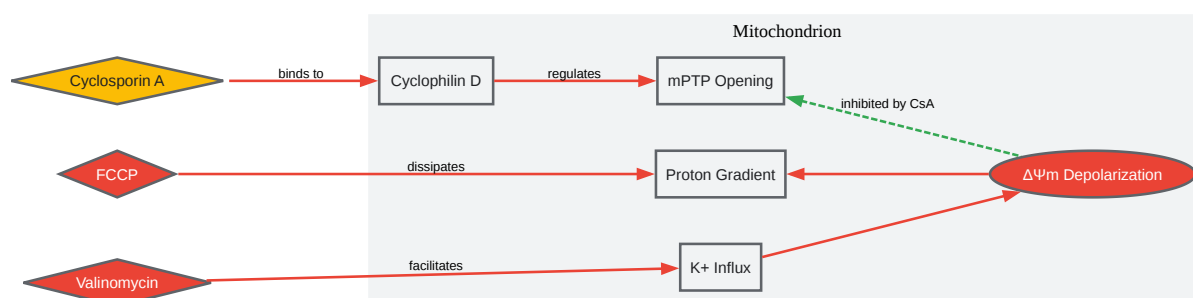 Mitochondrion
Cyclosporin A
binds to
Cyclophilin D
regulates
mPTP Opening
inhibited by CsA
FCCP
dissipates
Proton Gradient
ΔΨm Depolarization
Valinomycin
facilitates
K+ Influx